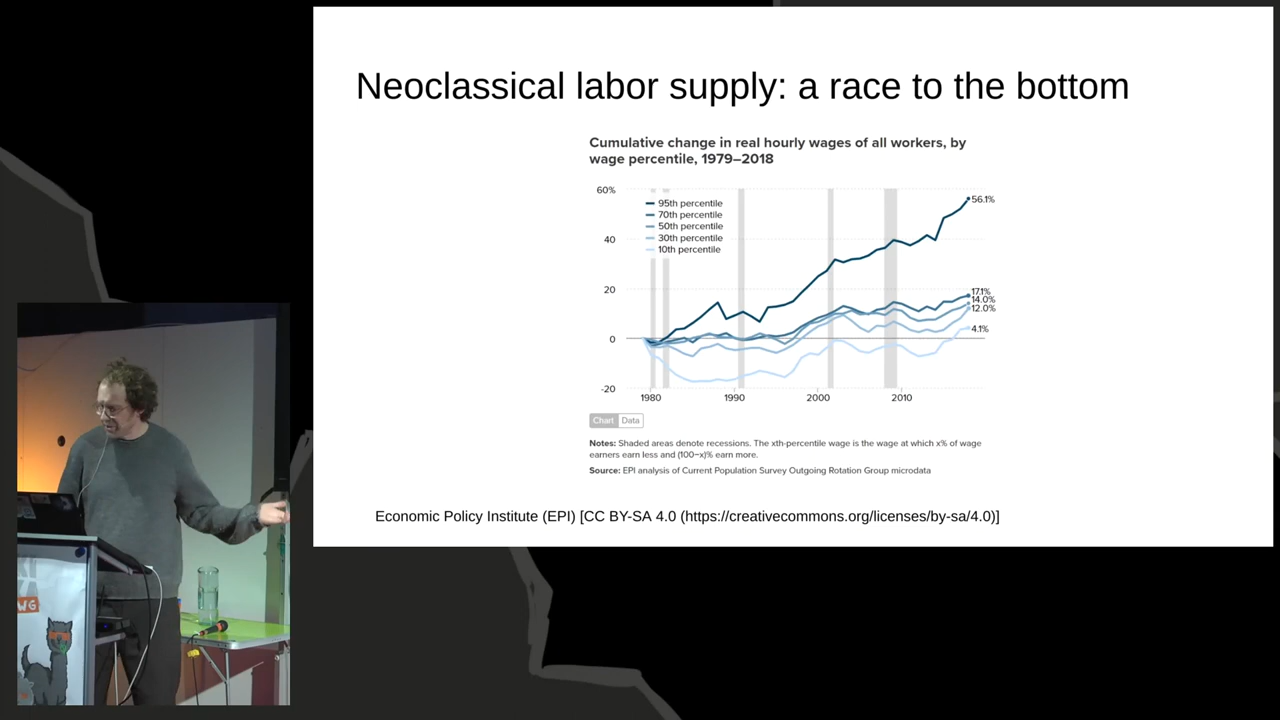 Neoclassical labor supply: a race to the bottom
Cumulative change in real hourly wages of all workers, by
wage percentile, 1979–2018
60%
40
20
0
-20
95th percentile
70th percentile
50th percentile
30th percentile
10th percentile
56.1%
17.1%
14.0%
12.0%
4.1%
1980
1990
2000
2010
Chart
Data
Notes: Shaded areas denote recessions. The xth-percentile wage is the wage at which x% of wage
earners earn less and (100−x)% earn more.
Source: EPI analysis of Current Population Survey Outgoing Rotation Group microdata
Economic Policy Institute (EPI) [CC BY-SA 4.0 (https://creativecommons.org/licenses/by-sa/4.0)]
WG